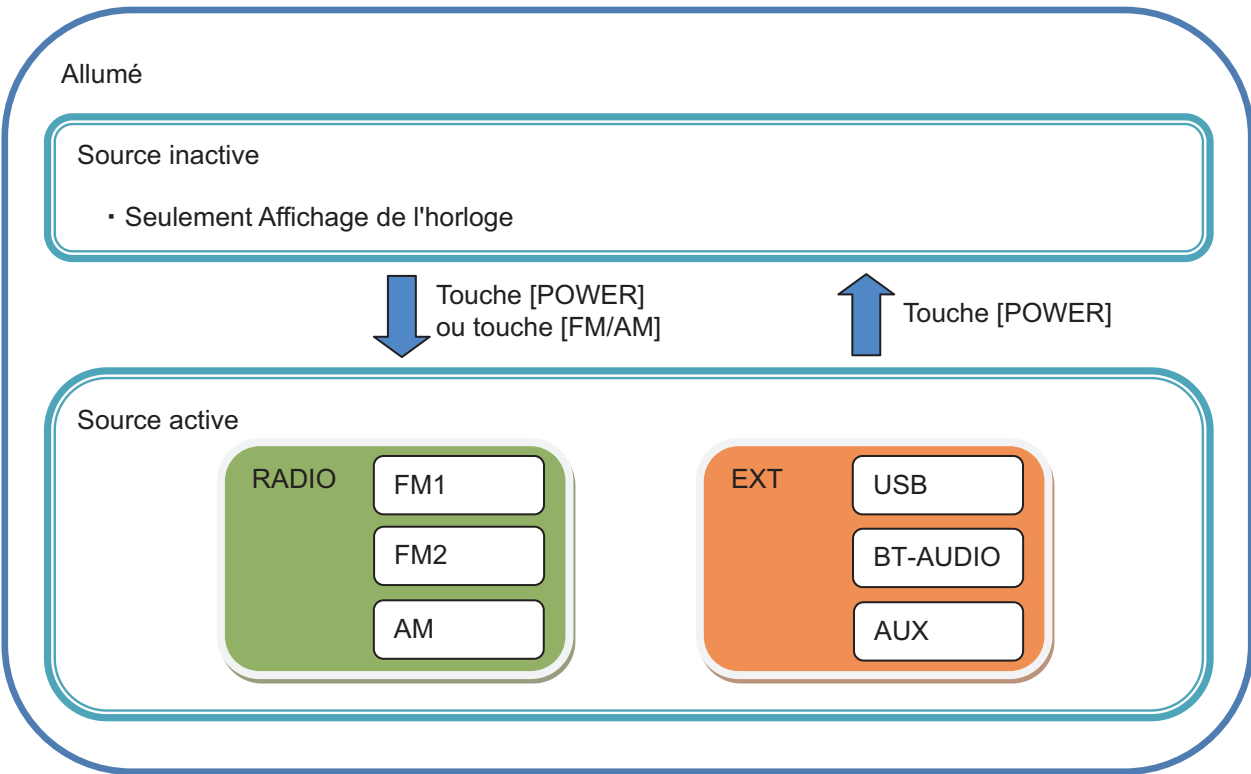 Allumé
Source inactive
・Seulement Affichage de l'horloge
Touche [POWER]
ou touche [FM/AM]
Touche [POWER]
Source active
RADIO
FM1
FM2
AM
EXT
USB
BT-AUDIO
AUX